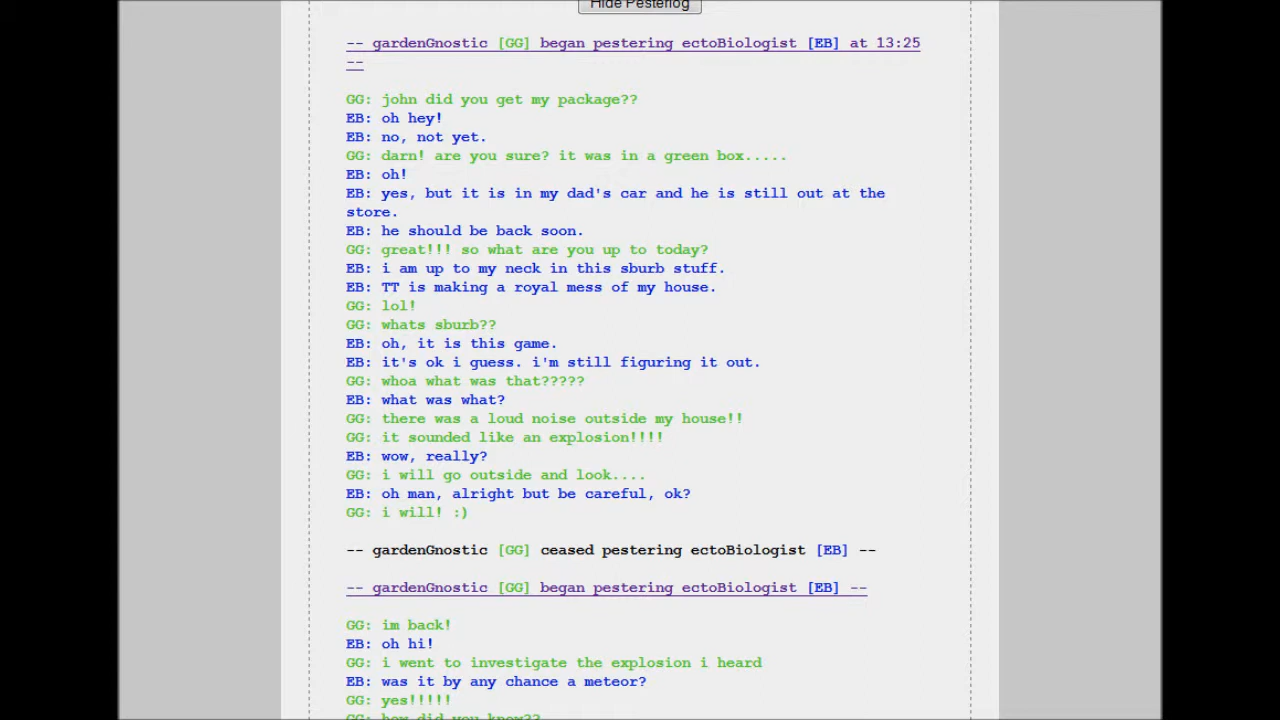 Hide Pesterlog
-- gardenGnostic [GG] began pestering ectoBiologist [EB] at 13:25
--
GG: john did you get my package??
EB: oh hey!
EB: no, not yet.
GG: darn! are you sure? it was in a green box.....
EB: oh!
EB: yes, but it is in my dad's car and he is still out at the
store.
EB: he should be back soon.
GG: great!!! so what are you up to today?
EB: i am up to my neck in this sburb stuff.
EB: TT is making a royal mess of my house.
GG: lol!
GG: whats sburb??
EB: oh, it is this game.
EB: it's ok i guess. i'm still figuring it out.
GG: whoa what was that?????
EB: what was what?
GG: there was a loud noise outside my house!!
GG: it sounded like an explosion!!!!
EB: wow, really?
GG: i will go outside and look....
EB: oh man, alright but be careful, ok?
GG: i will! :)
-- gardenGnostic [GG] ceased pestering ectoBiologist [EB] --
-- gardenGnostic [GG] began pestering ectoBiologist [EB] --
GG: im back!
EB: oh hi!
GG: i went to investigate the explosion i heard
EB: was it by any chance a meteor?
GG: yes!!!!!
GG: how did you know??